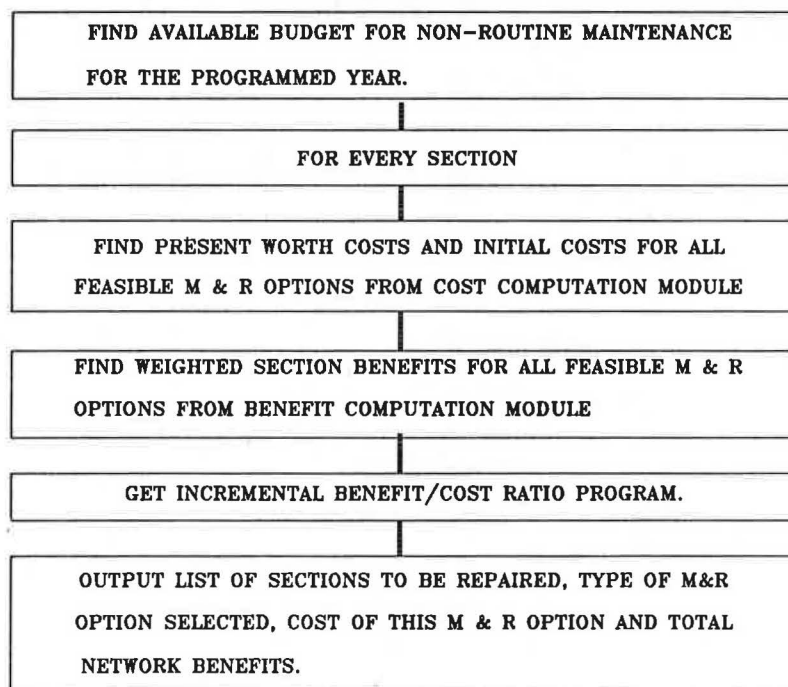 FIND AVAILABLE BUDGET FOR NON-ROUTINE MAINTENANCE
FOR THE PROGRAMMED YEAR.
FOR EVERY SECTION
FIND PRESENT WORTH COSTS AND INITIAL COSTS FOR ALL
FEASIBLE M & R OPTIONS FROM COST COMPUTATION MODULE
FIND WEIGHTED SECTION BENEFITS FOR ALL FEASIBLE M & R
OPTIONS FROM BENEFIT COMPUTATION MODULE
GET INCREMENTAL BENEFIT/COST RATIO PROGRAM.
OUTPUT LIST OF SECTIONS TO BE REPAIRED, TYPE OF M&R
OPTION SELECTED, COST OF THIS M & R OPTION AND TOTAL
NETWORK BENEFITS.